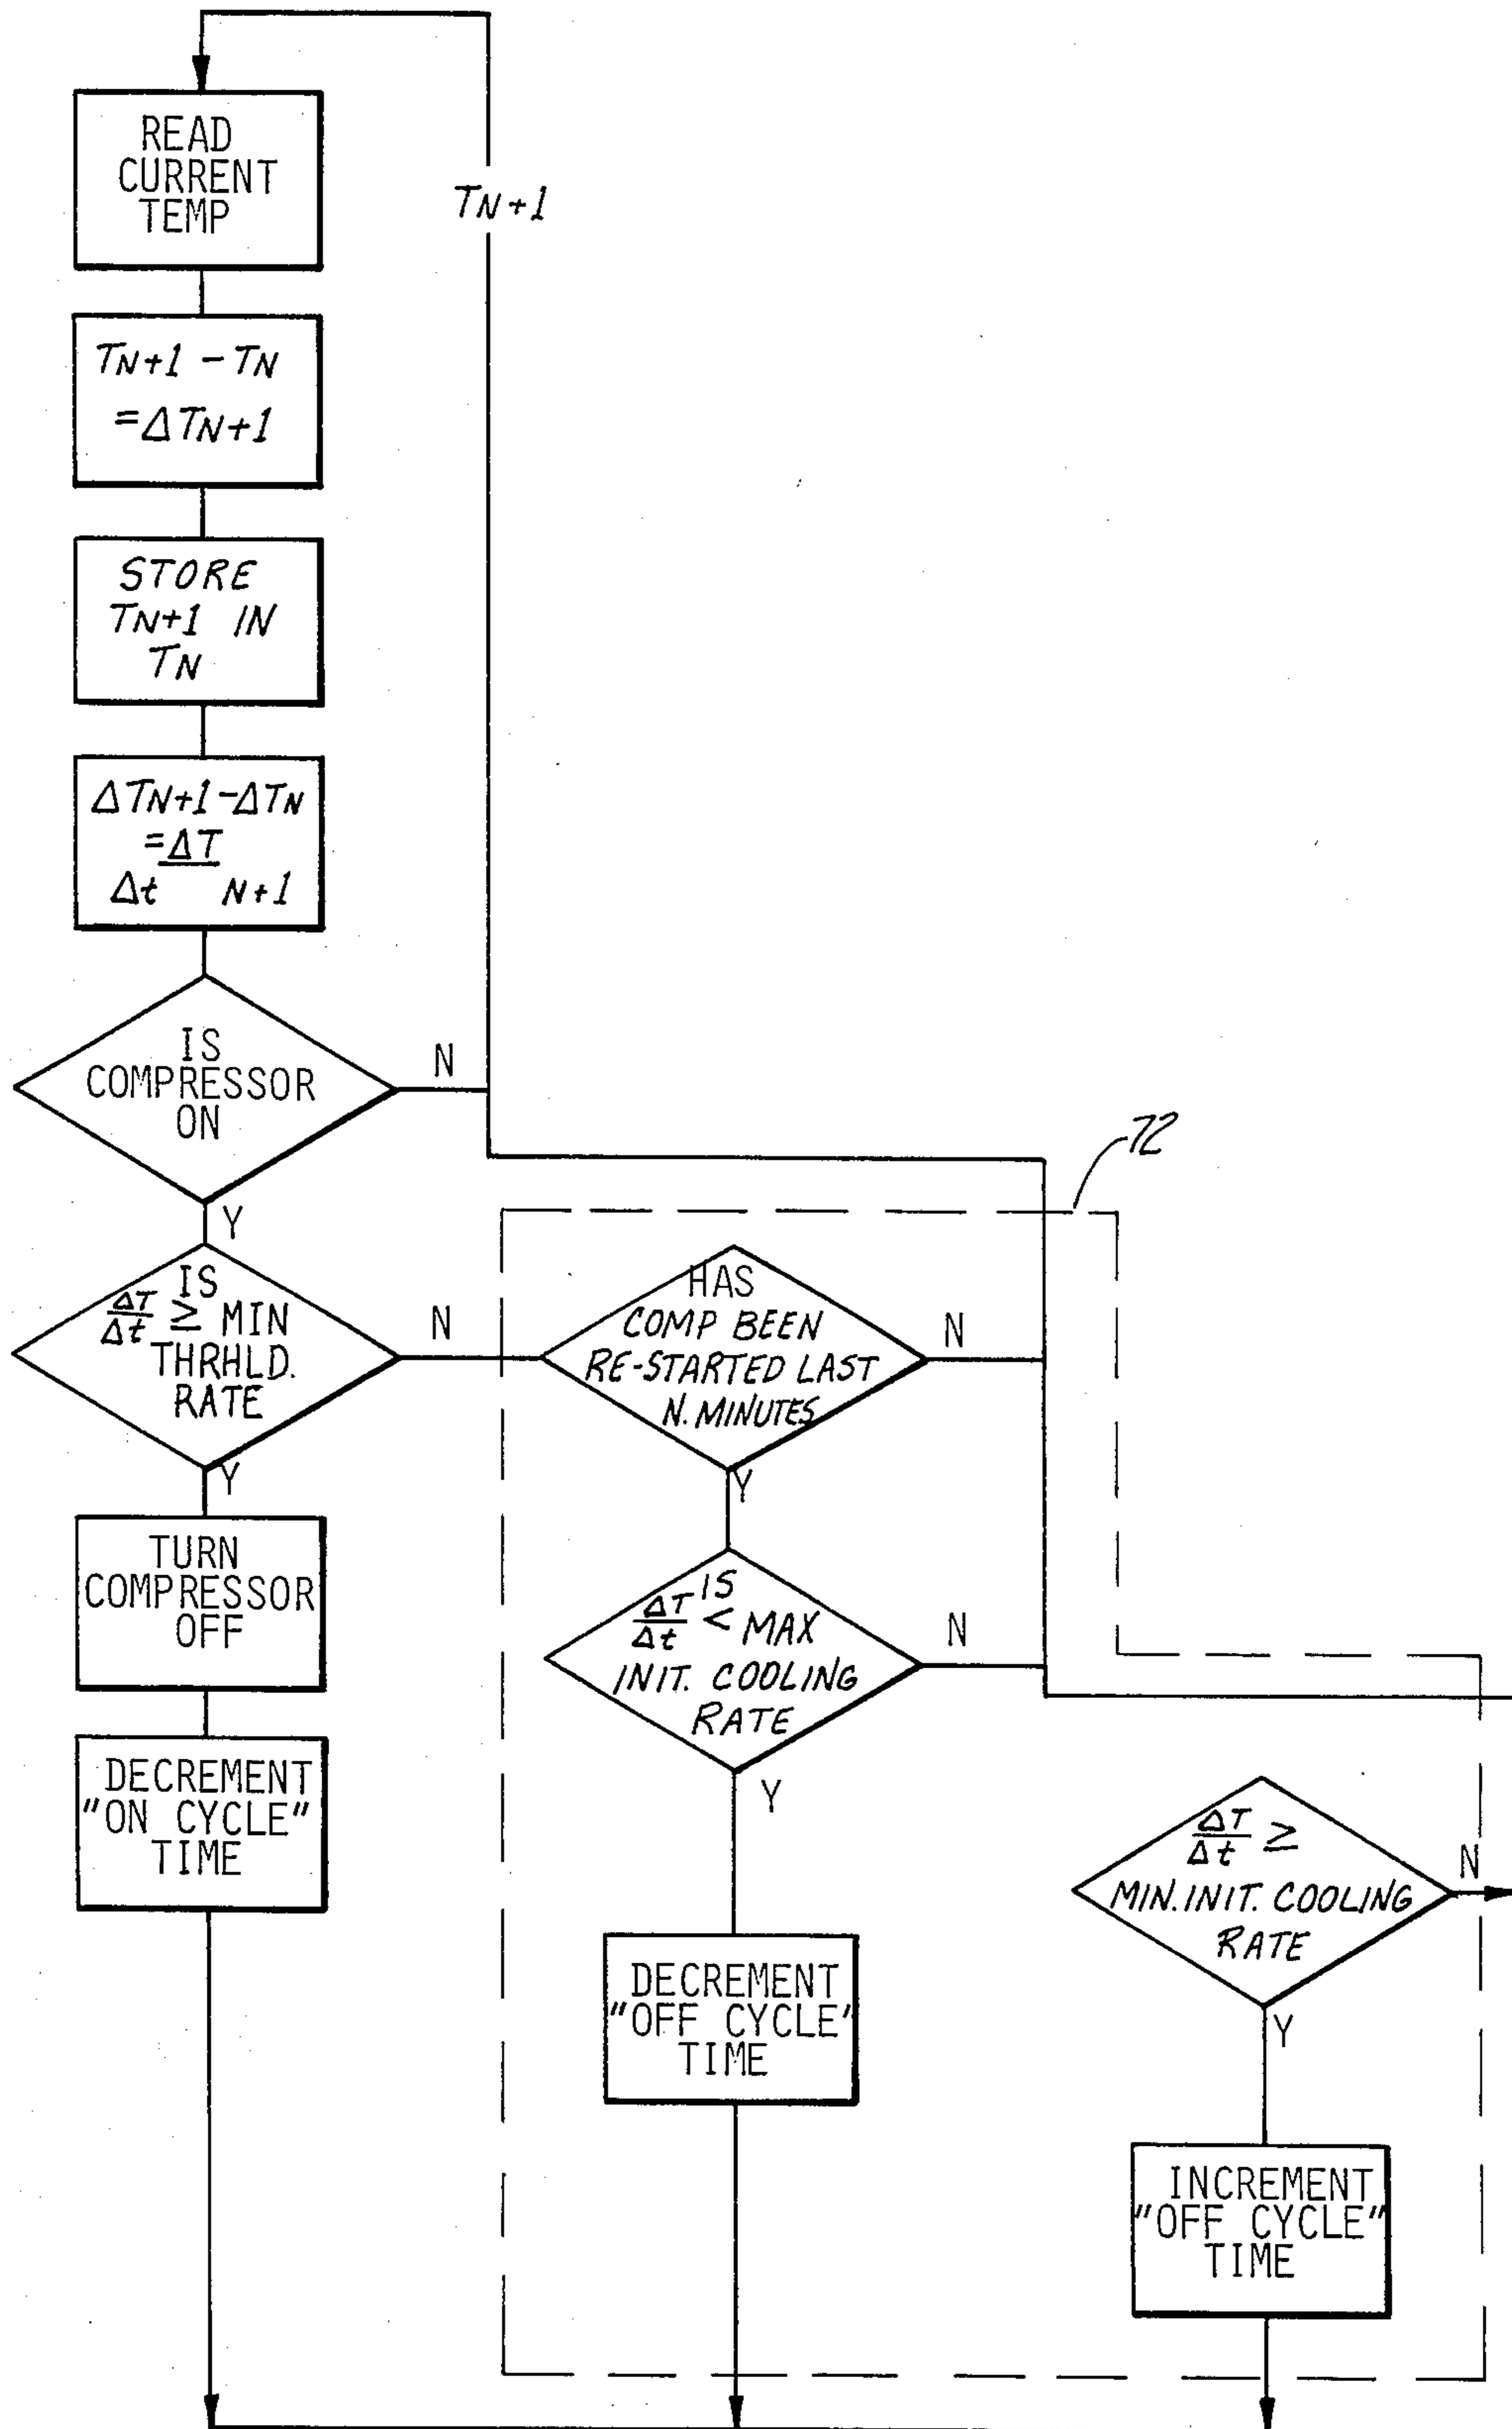 READ
CURRENT
TEMP
TN+1
TN+1 - TN
= ΔTN+1
STORE
TN+1 IN
TN
ΔTN+1-ΔTN
=ΔT
Δt N+1
IS
COMPRESSOR
ON
N
Y
72
IS
ΔT/Δt ≥ MIN
THRHLD.
RATE
N
Y
HAS
COMP BEEN
RE-STARTED LAST
N. MINUTES
N
Y
TURN
COMPRESSOR
OFF
IS
ΔT/Δt < MAX
INIT. COOLING
RATE
N
Y
DECREMENT
"ON CYCLE"
TIME
ΔT/Δt ≥
MIN. INIT. COOLING
RATE
N
Y
DECREMENT
"OFF CYCLE'
TIME
INCREMENT
"OFF CYCLE"
TIME